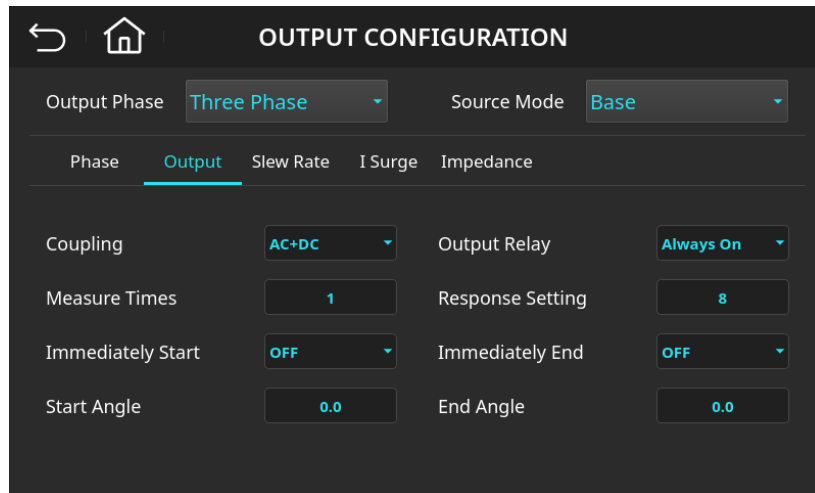 OUTPUT CONFIGURATION
Output Phase Three Phase Source Mode Base
Phase Output Slew Rate I Surge Impedance
Coupling AC+DC Output Relay Always On
Measure Times 1 Response Setting 8
Immediately Start OFF Immediately End OFF
Start Angle 0.0 End Angle 0.0